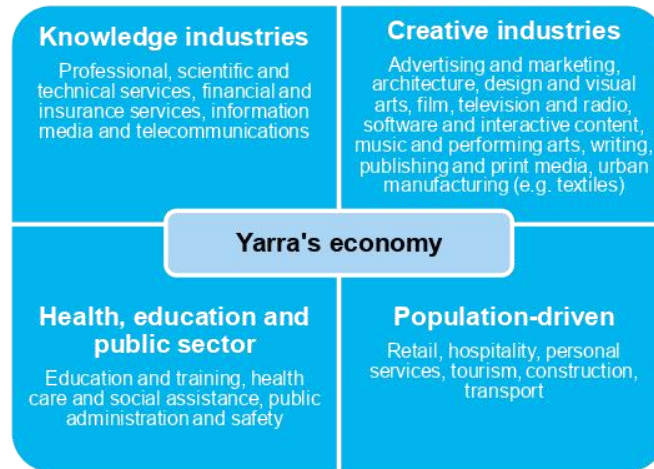 Knowledge industries
Professional, scientific and
technical services, financial and
insurance services, information
media and telecommunications
Creative industries
Advertising and marketing,
architecture, design and visual
arts, film, television and radio,
software and interactive content,
music and performing arts, writing,
publishing and print media, urban
manufacturing (e.g. textiles)
Yarra's economy
Health, education and
public sector
Education and training, health
care and social assistance, public
administration and safety
Population-driven
Retail, hospitality, personal
services, tourism, construction,
transport